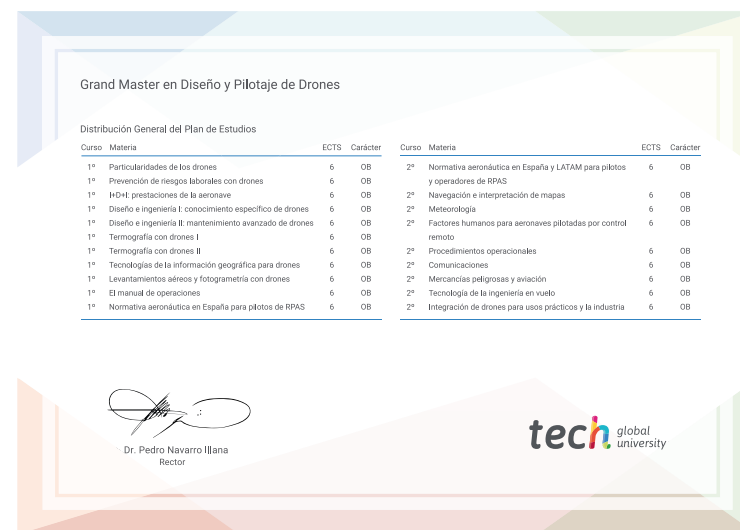 Grand Master en Diseño y Pilotaje de Drones
Distribución General del Plan de Estudios
Curso Materia ECTS Carácter
1º Particularidades de los drones 6 OB
1º Prevención de riesgos laborales con drones 6 OB
1º I+D+I: prestaciones de la aeronave 6 OB
1º Diseño e ingeniería I: conocimiento específico de drones 6 OB
1º Diseño e ingeniería II: mantenimiento avanzado de drones 6 OB
1º Termografía con drones I 6 OB
1º Termografía con drones II 6 OB
1º Tecnologías de la información geográfica para drones 6 OB
1º Levantamientos aéreos y fotogrametría con drones 6 OB
1º El manual de operaciones 6 OB
1º Normativa aeronáutica en España para pilotos de RPAS 6 OB
Curso Materia ECTS Carácter
2º Normativa aeronáutica en España y LATAM para pilotos 6 OB
y operadores de RPAS
2º Navegación e interpretación de mapas 6 OB
2º Meteorología 6 OB
2º Factores humanos para aeronaves pilotadas por control 6 OB
remoto
2º Procedimientos operacionales 6 OB
2º Comunicaciones 6 OB
2º Mercancías peligrosas y aviación 6 OB
2º Tecnología de la ingeniería en vuelo 6 OB
2º Integración de drones para usos prácticos y la industria 6 OB
Dr. Pedro Navarro Illana
Rector
tech global
university